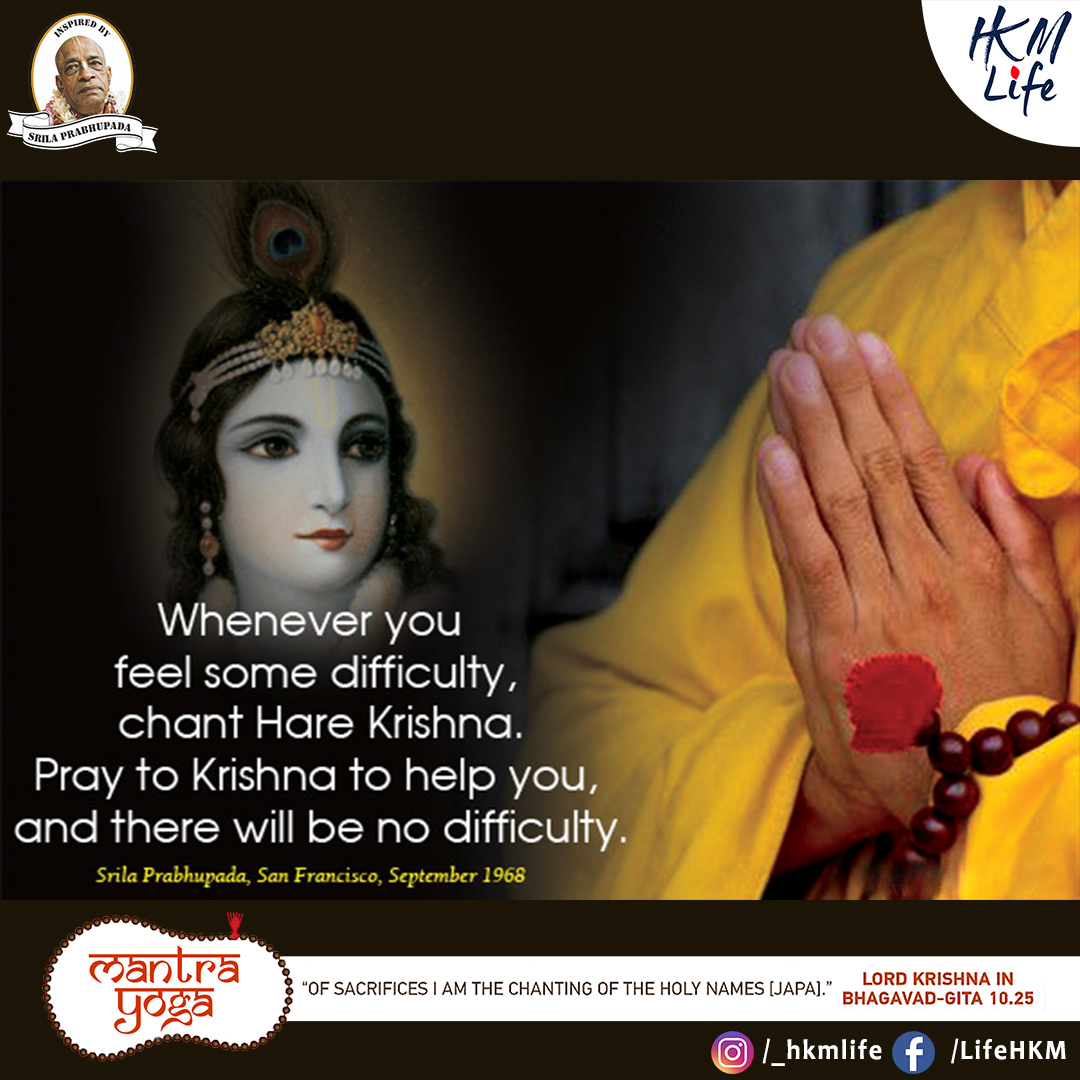 INSPIRED BY
SRILA PRABHUPADA
HKM
Life
Whenever you
feel some difficulty,
chant Hare Krishna.
Pray to Krishna to help you,
and there will be no difficulty.
Srila Prabhupada, San Francisco, September 1968
mantra
yoga
“OF SACRIFICES I AM THE CHANTING OF THE HOLY NAMES [JAPA].”
LORD KRISHNA IN
BHAGAVAD-GITA 10.25
/_hkmlife
/LifeHKM